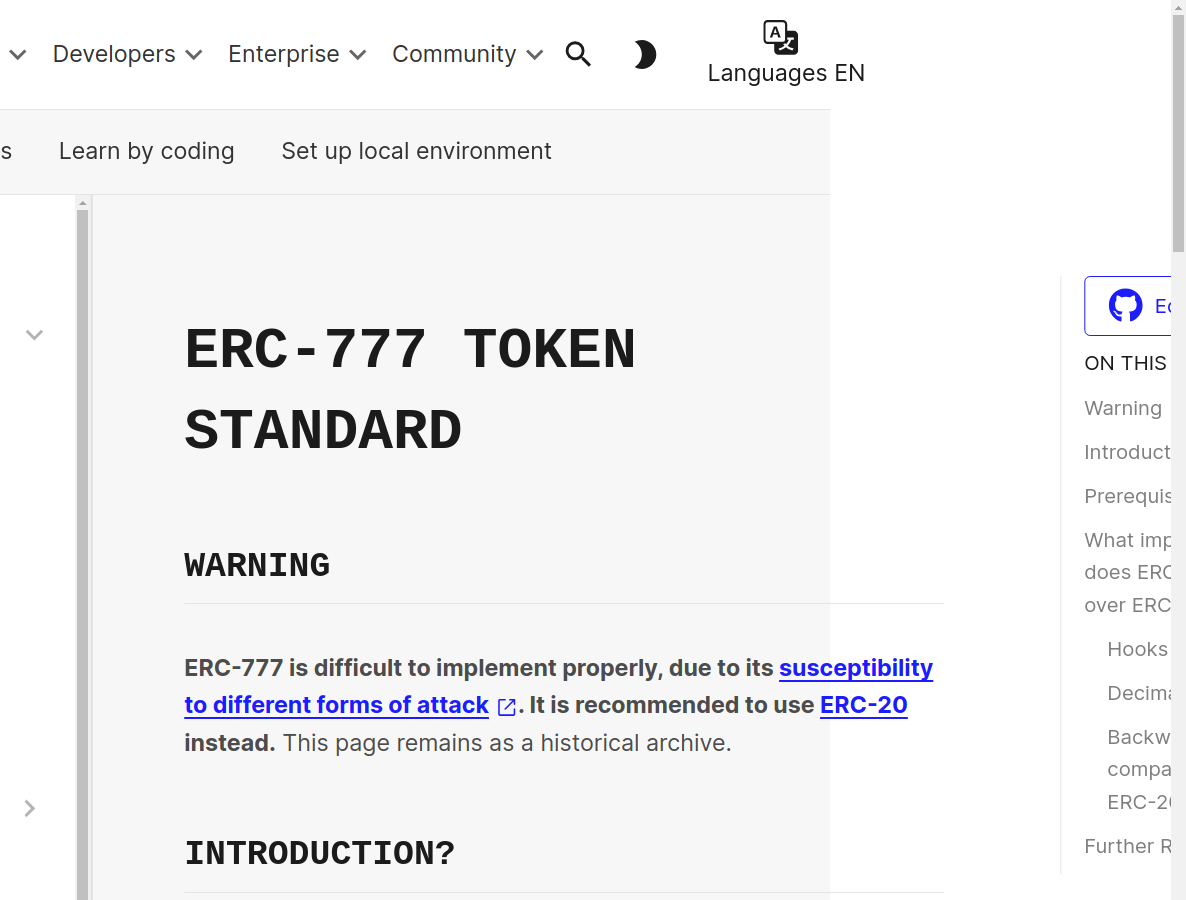 Developers Enterprise Community
Languages EN
s Learn by coding Set up local environment
ERC-777 TOKEN
STANDARD
WARNING
ERC-777 is difficult to implement properly, due to its susceptibility
to different forms of attack. It is recommended to use ERC-20
instead. This page remains as a historical archive.
INTRODUCTION?
ON THIS
Warning
Introduct
Prerequis
What imp
does ERC
over ERC
Hooks
Decima
Backw
compa
ERC-20
Further R